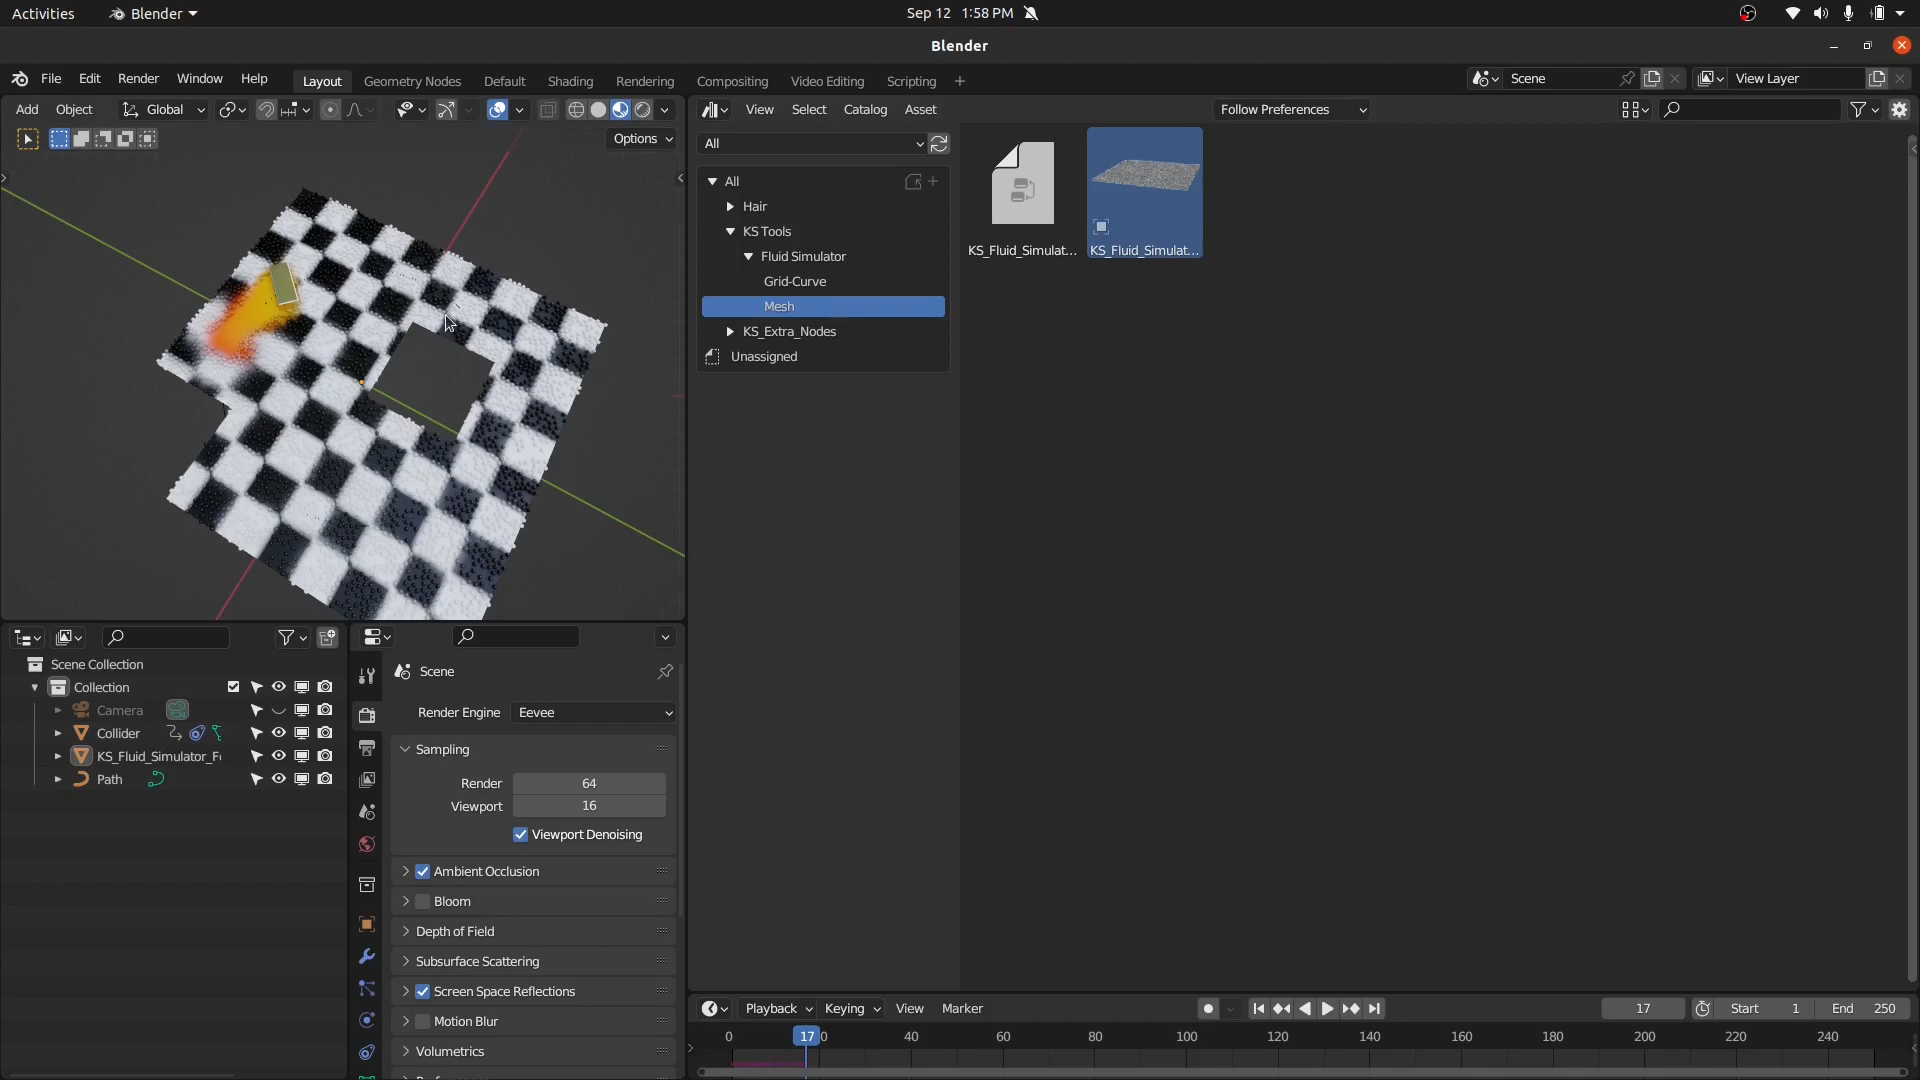 Activities Blender Sep 12 1:58 PM
Blender
File Edit Render Window Help Layout Geometry Nodes Default Shading Rendering Compositing Video Editing Scripting + Scene View Layer
Add Object Global Options
View Select Catalog Asset Follow Preferences
All
All
Hair
KS Tools
Fluid Simulator
Grid-Curve
Mesh
KS_Extra_Nodes
Unassigned
KS_Fluid_Simulat... KS_Fluid_Simulat...
Scene Collection
Collection
Camera
Collider
KS_Fluid_Simulator_F
Path
Scene
Render Engine Eevee
Sampling
Render 64
Viewport 16
Viewport Denoising
Ambient Occlusion
Bloom
Depth of Field
Subsurface Scattering
Screen Space Reflections
Motion Blur
Volumetrics
Playback Keying View Marker 17 Start 1 End 250
0 17 0 40 60 80 100 120 140 160 180 200 220 240